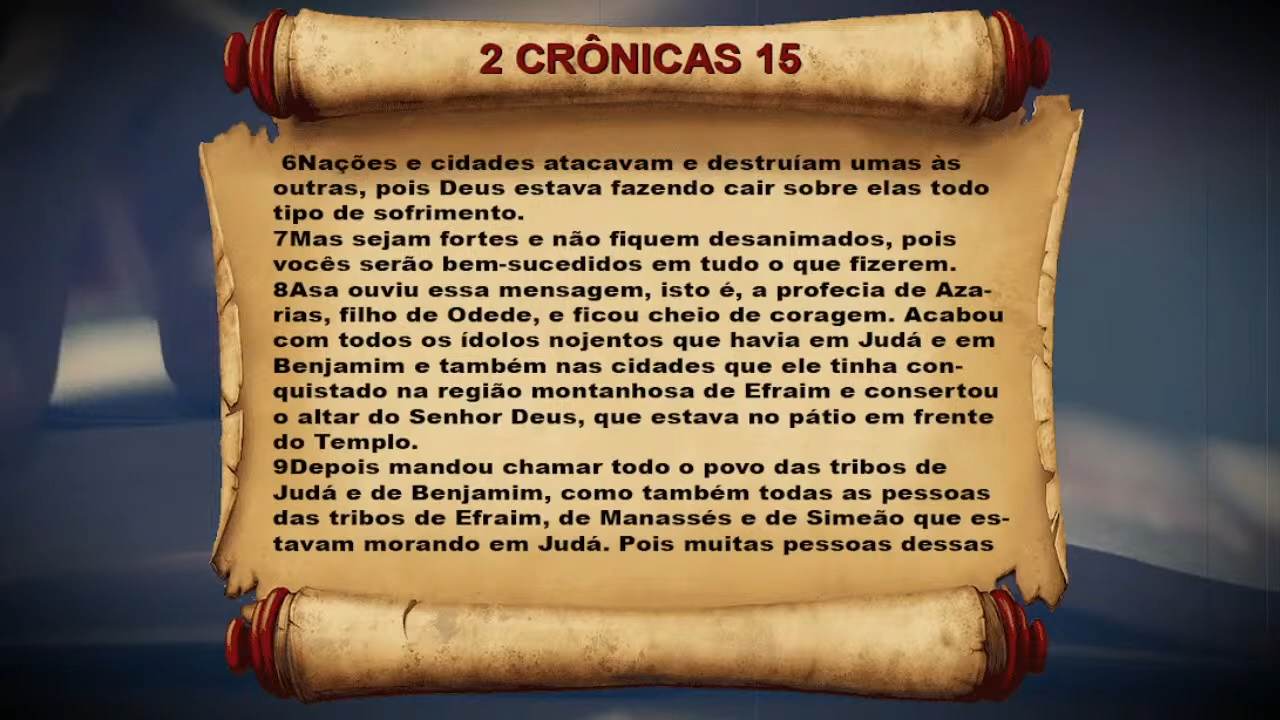 2 CRÔNICAS 15
6Nações e cidades atacavam e destruíam umas às
outras, pois Deus estava fazendo cair sobre elas todo
tipo de sofrimento.
7Mas sejam fortes e não fiquem desanimados, pois
vocês serão bem-sucedidos em tudo o que fizerem.
8Asa ouviu essa mensagem, isto é, a profecia de Aza-
rias, filho de Odede, e ficou cheio de coragem. Acabou
com todos os ídolos nojentos que havia em Judá e em
Benjamim e também nas cidades que ele tinha con-
quistado na região montanhosa de Efraim e consertou
o altar do Senhor Deus, que estava no pátio em frente
do Templo.
9Depois mandou chamar todo o povo das tribos de
Judá e de Benjamim, como também todas as pessoas
das tribos de Efraim, de Manassés e de Simeão que es-
tavam morando em Judá. Pois muitas pessoas dessas